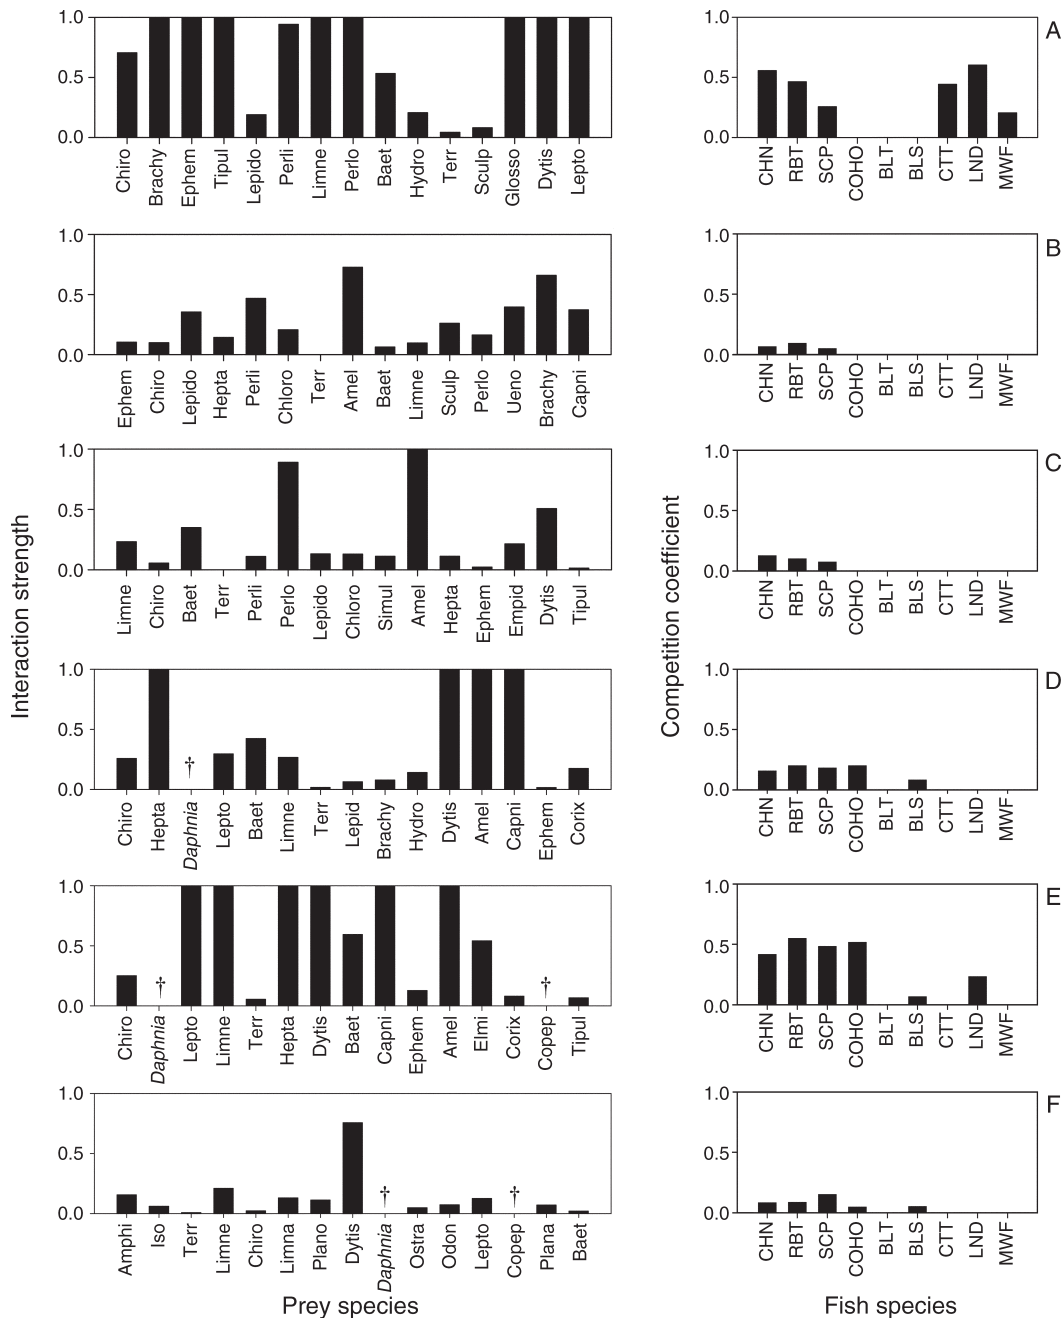 1.0
0.5
0.0
Chiro Brachy Ephem Tipul Lepido Perli Limne Perlo Baet Hydro Terr Sculp Glosso Dytis Lepto
1.0
0.5
0.0
CHN RBT SCP COHO BLT BLS CTT LND MWF
A
1.0
0.5
0.0
Ephem Chiro Lepido Hepta Perli Chloro Terr Amel Baet Limne Sculp Perlo Ueno Brachy Capni
1.0
0.5
0.0
CHN RBT SCP COHO BLT BLS CTT LND MWF
B
1.0
0.5
0.0
Limne Chiro Baet Terr Perli Perlo Lepido Chloro Simul Amel Hepta Ephem Empid Dytis Tipul
1.0
0.5
0.0
CHN RBT SCP COHO BLT BLS CTT LND MWF
C
Interaction strength
Competition coefficient
1.0
0.5
0.0
†
Chiro Hepta Daphnia Lepto Baet Limne Terr Lepid Brachy Hydro Dytis Amel Capni Ephem Corix
1.0
0.5
0.0
CHN RBT SCP COHO BLT BLS CTT LND MWF
D
1.0
0.5
0.0
† †
Chiro Daphnia Lepto Limne Terr Hepta Dytis Baet Capni Ephem Amel Elmi Corix Copep Tipul
1.0
0.5
0.0
CHN RBT SCP COHO BLT BLS CTT LND MWF
E
1.0
0.5
0.0
† †
Amphi Iso Terr Limne Chiro Limna Plano Dytis Daphnia Ostra Odon Lepto Copep Plana Baet
1.0
0.5
0.0
CHN RBT SCP COHO BLT BLS CTT LND MWF
F
Prey species
Fish species